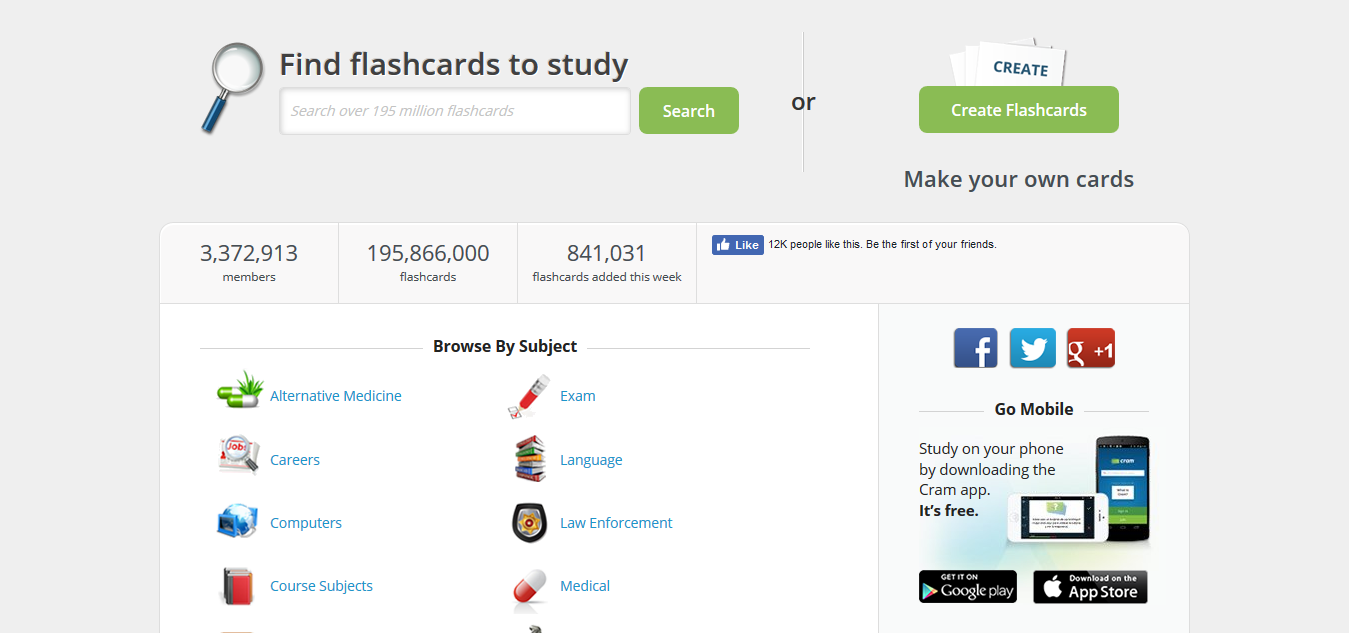 Find flashcards to study
Search over 195 million flashcards
Search
or
CREATE
Create Flashcards
Make your own cards
3,372,913
members
195,866,000
flashcards
841,031
flashcards added this week
Like
12K people like this. Be the first of your friends.
Browse By Subject
Alternative Medicine
Exam
Job!
Careers
Language
Computers
Law Enforcement
Course Subjects
Medical
f
g +1
Go Mobile
Study on your phone
by downloading the
Cram app.
It's free.
cram
GET IT ON
Google play
Download on the
App Store